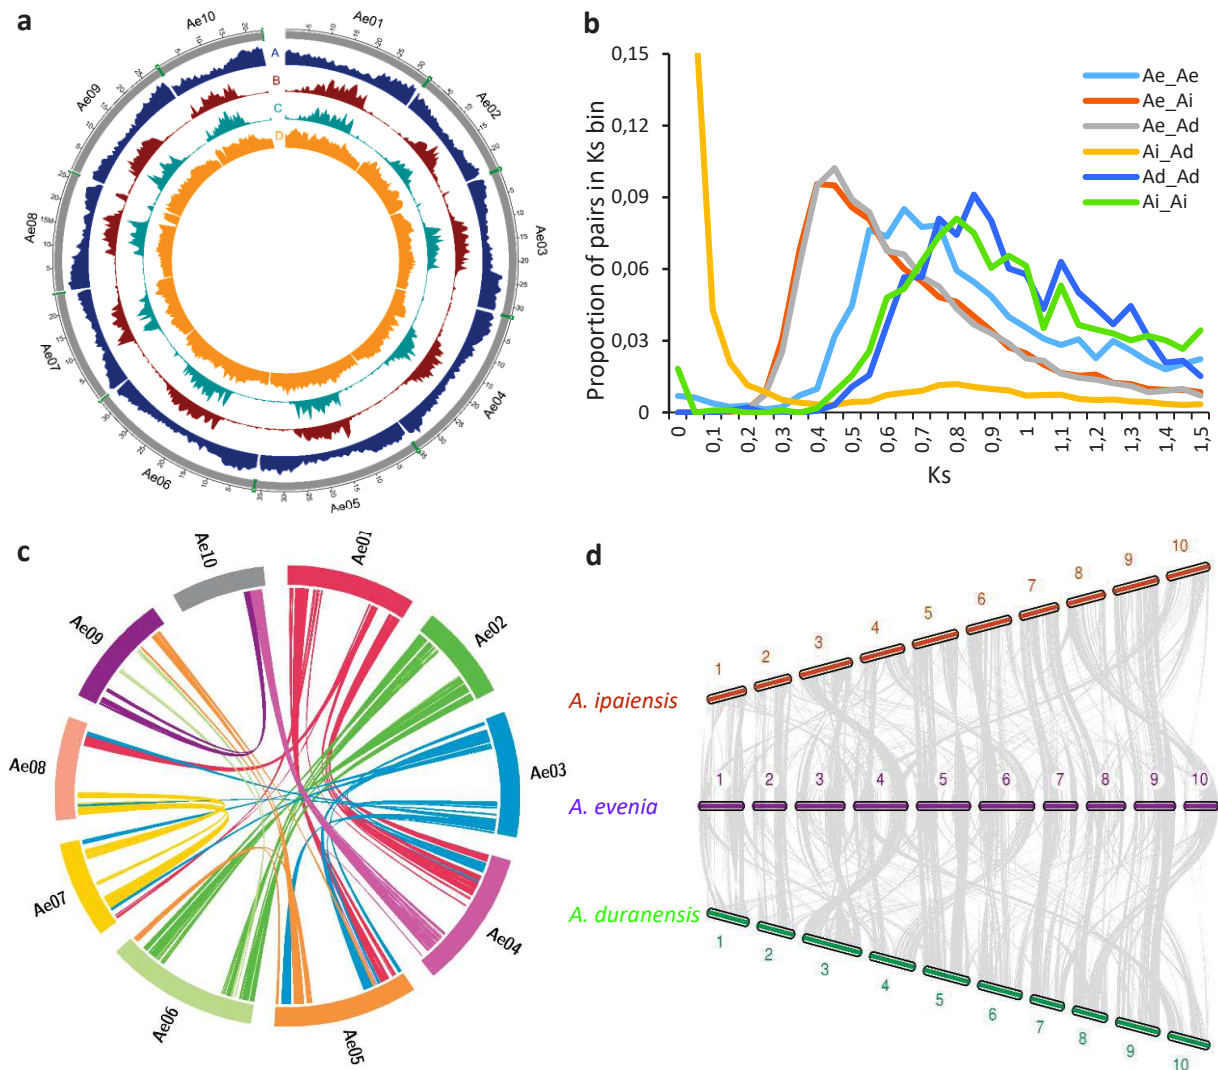 a
Ae10
Ae01
Ae09
Ae02
Ae08
Ae03
Ae07
Ae04
Ae06
Ae05
A
B
C
D
b
0,15
0,12
0,09
0,06
0,03
0
Proportion of pairs in Ks bin
0
0,1
0,2
0,3
0,4
0,5
0,6
0,7
0,8
0,9
1
1,1
1,2
1,3
1,4
1,5
Ks
Ae_Ae
Ae_Ai
Ae_Ad
Ai_Ad
Ad_Ad
Ai_Ai
c
Ae10
Ae01
Ae09
Ae02
Ae08
Ae03
Ae07
Ae04
Ae06
Ae05
d
1 2 3 4 5 6 7 8 9 10
A. ipaiensis
1 2 3 4 5 6 7 8 9 10
A. evenia
A. duranensis
1 2 3 4 5 6 7 8 9 10